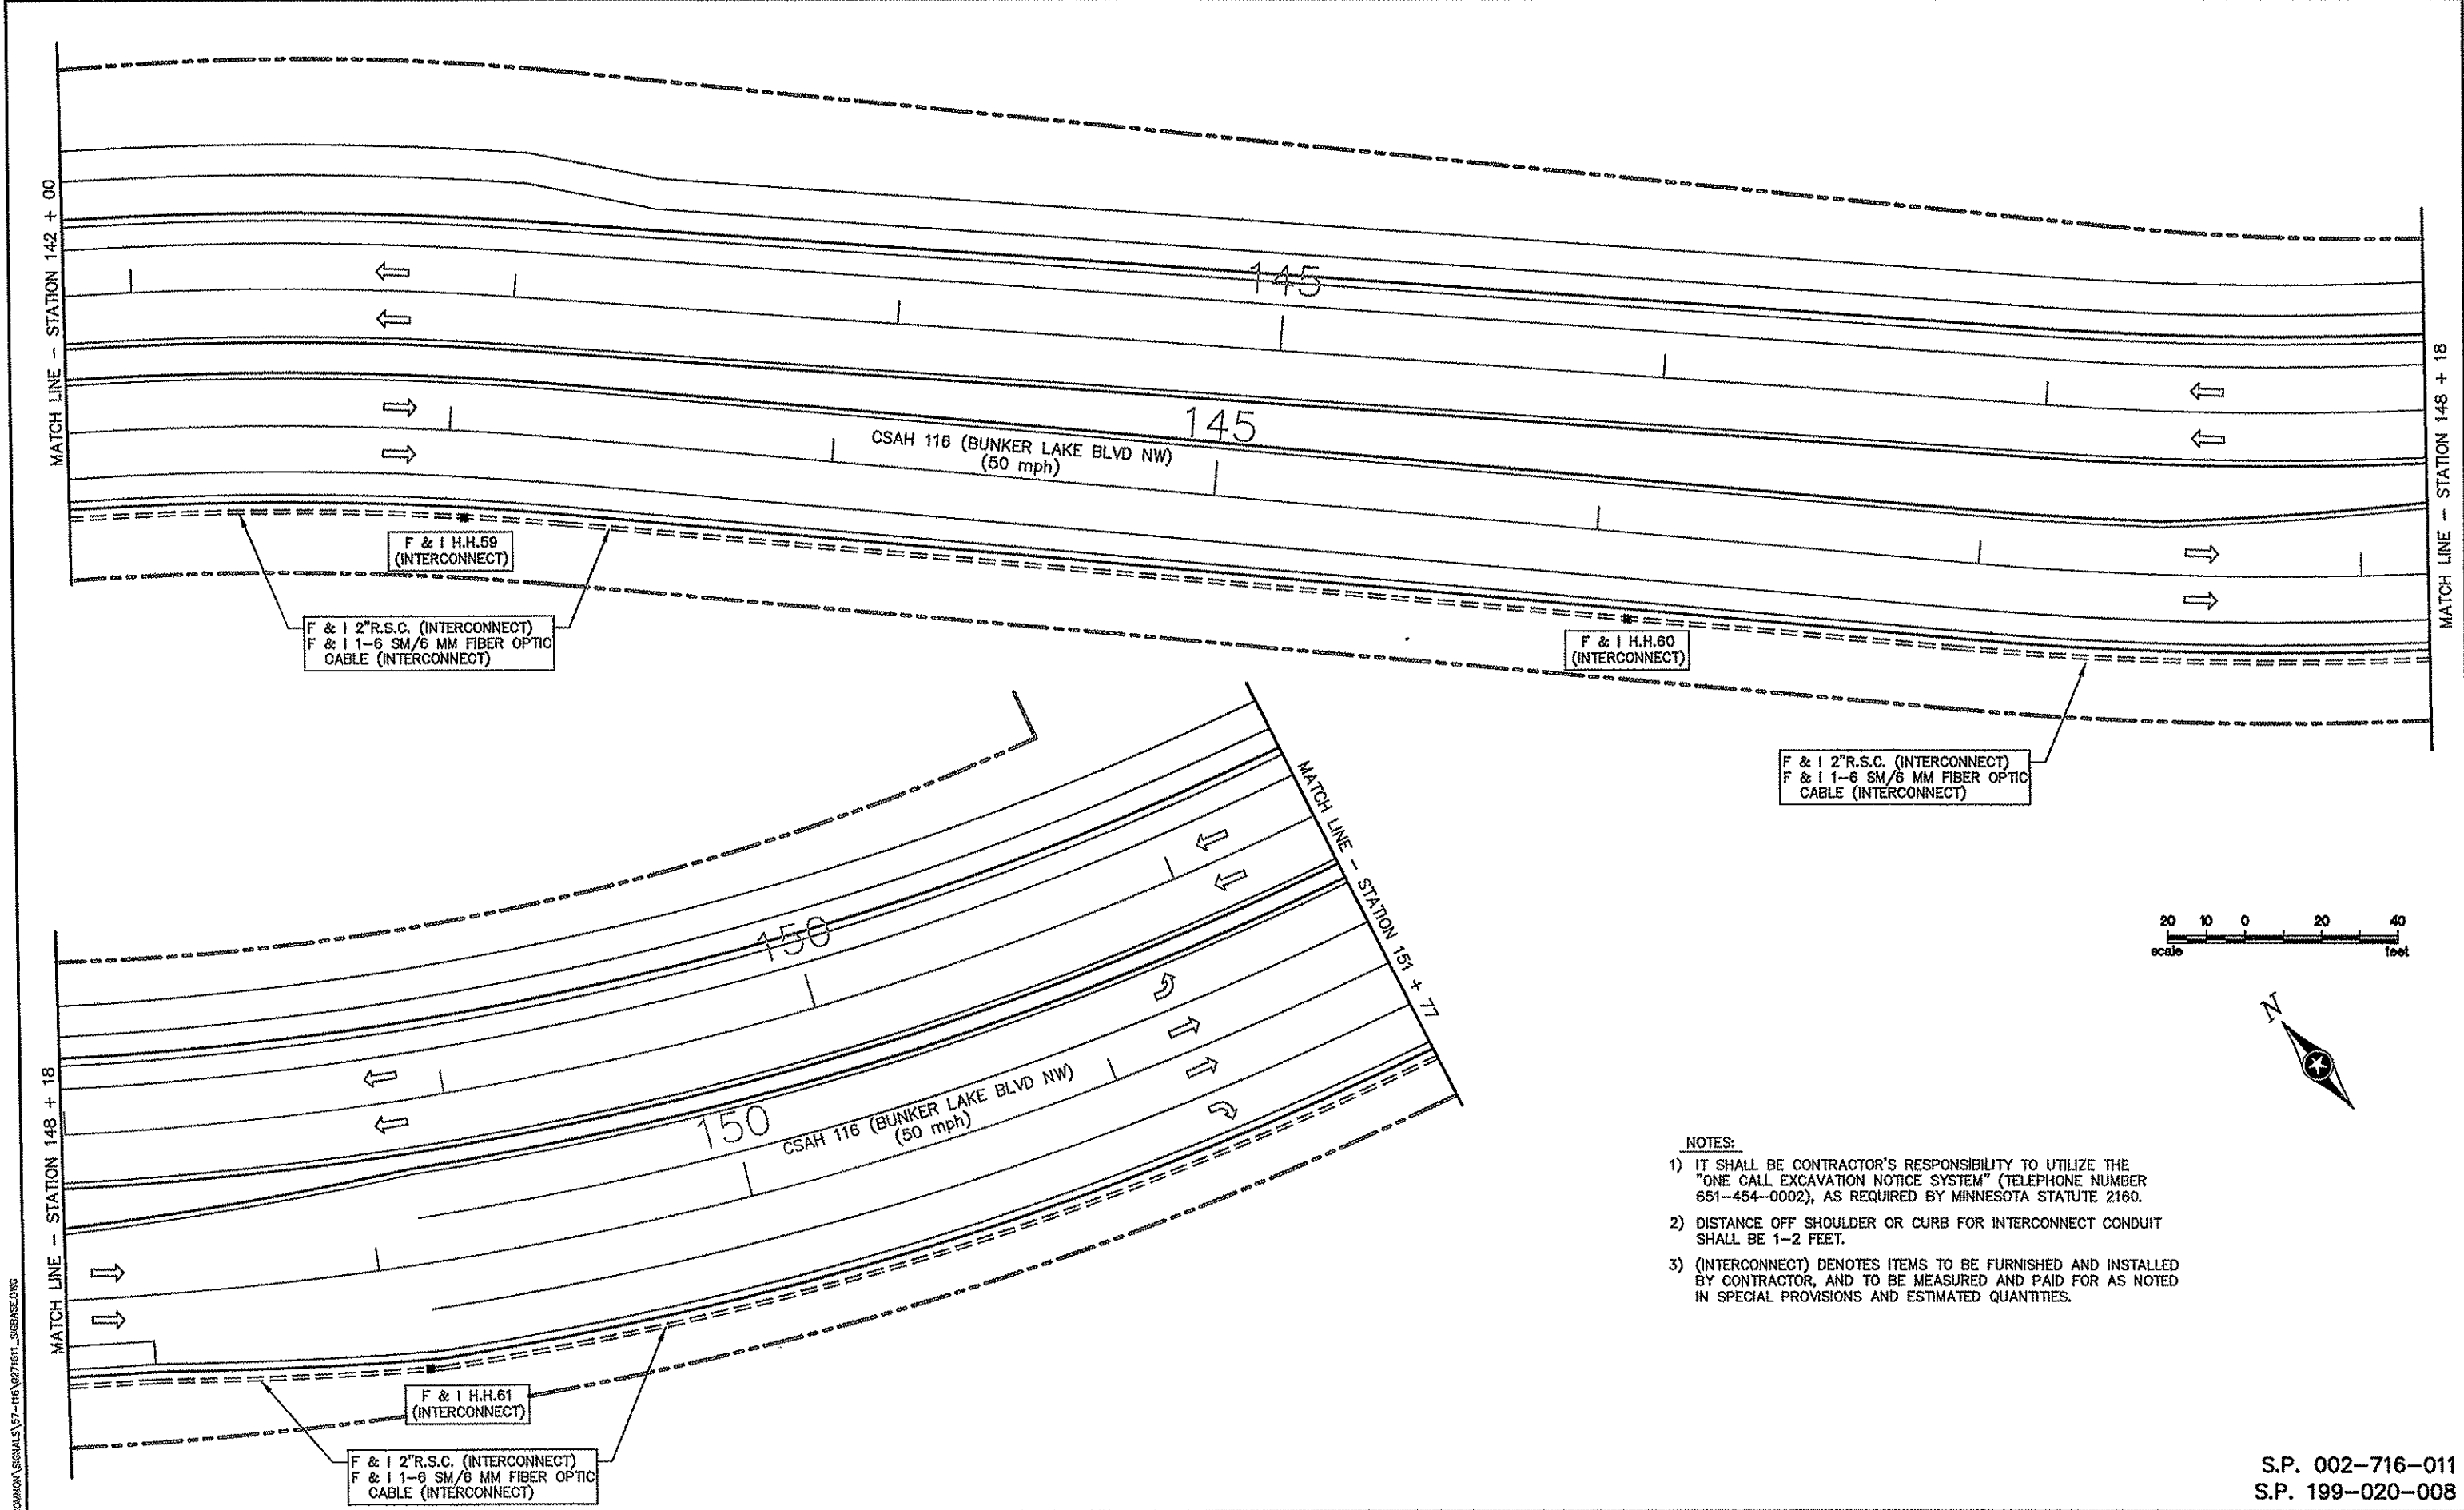 MATCH LINE - STATION 142 + 00
145
145
CSAH 116 (BUNKER LAKE BLVD NW)
(50 mph)
MATCH LINE - STATION 148 + 18
F & I H.H.59
(INTERCONNECT)
F & I 2"R.S.C. (INTERCONNECT)
F & I 1-6 SM/6 MM FIBER OPTIC
CABLE (INTERCONNECT)
F & I H.H.60
(INTERCONNECT)
F & I 2"R.S.C. (INTERCONNECT)
F & I 1-6 SM/6 MM FIBER OPTIC
CABLE (INTERCONNECT)
MATCH LINE - STATION 148 + 18
150
150
CSAH 116 (BUNKER LAKE BLVD NW)
(50 mph)
MATCH LINE - STATION 151 + 77
F & I H.H.61
(INTERCONNECT)
F & I 2"R.S.C. (INTERCONNECT)
F & I 1-6 SM/6 MM FIBER OPTIC
CABLE (INTERCONNECT)
20 10 0 20 40
scale feet
N
NOTES:
1) IT SHALL BE CONTRACTOR'S RESPONSIBILITY TO UTILIZE THE
"ONE CALL EXCAVATION NOTICE SYSTEM" (TELEPHONE NUMBER
651-454-0002), AS REQUIRED BY MINNESOTA STATUTE 216D.
2) DISTANCE OFF SHOULDER OR CURB FOR INTERCONNECT CONDUIT
SHALL BE 1-2 FEET.
3) (INTERCONNECT) DENOTES ITEMS TO BE FURNISHED AND INSTALLED
BY CONTRACTOR, AND TO BE MEASURED AND PAID FOR AS NOTED
IN SPECIAL PROVISIONS AND ESTIMATED QUANTITIES.
S.P. 002-716-011
S.P. 199-020-008